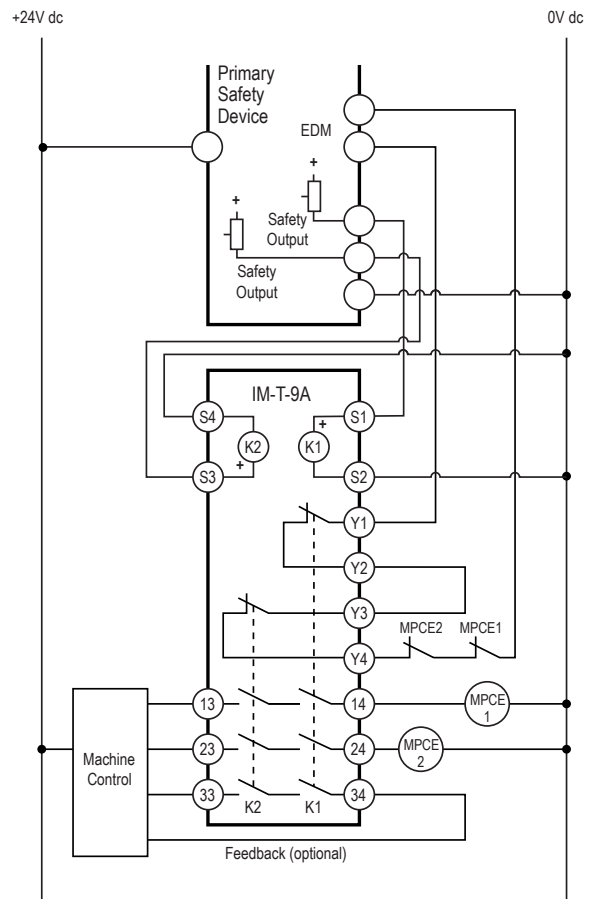 +24V dc
0V dc
Primary
Safety
Device
EDM
+
Safety
Output
+
Safety
Output
IM-T-9A
S4
K2
+
+
K1
S1
S3
S2
Y1
Y2
Y3
MPCE2
MPCE1
Y4
13
14
MPCE
1
23
24
MPCE
2
Machine
Control
33
K2
K1
34
Feedback (optional)